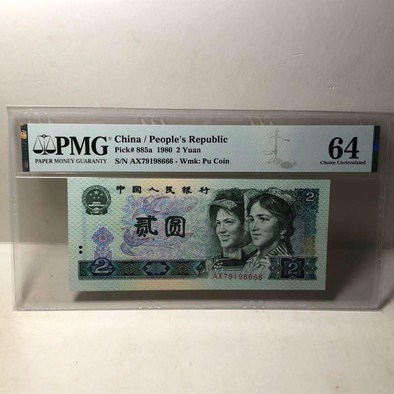 PMG
PAPER MONEY GUARANTY
China / People's Republic
Pick# 885a 1980 2 Yuan
S/N AX79198666 - Wmk: Pu Coin
64
Choice Uncirculated
中国人民银行
2
贰圆
2
2
AX79198666